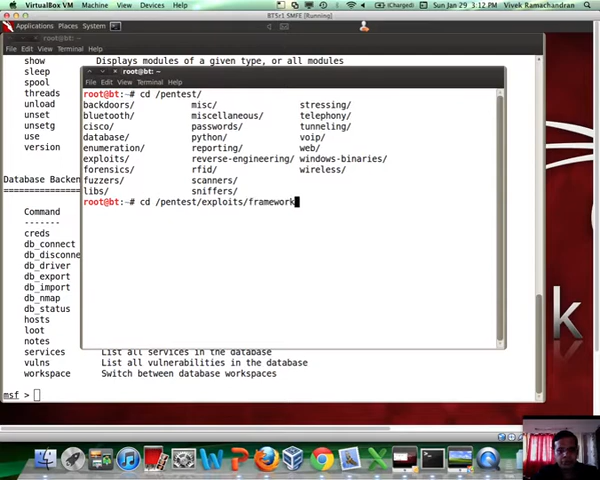 VirtualBox VM Machine View Devices Help (Charged) Sun Jan 29 3:12 PM Vivek Ramachandran
BT5r1 SMFE [Running]
Applications Places System
root@bt: ~
File Edit View Terminal Help
show Displays modules of a given type, or all modules
sleep
spool
threads
unload
unset
unsetg
use
version
Database Backen
===============
Command
-------
creds
db_connect
db_disconne
db_driver
db_export
db_import
db_nmap
db_status
hosts
loot
notes
services List all services in the database
vulns List all vulnerabilities in the database
workspace Switch between database workspaces
msf >
root@bt: ~
File Edit View Terminal Help
root@bt:~# cd /pentest/
backdoors/ misc/ stressing/
bluetooth/ miscellaneous/ telephony/
cisco/ passwords/ tunneling/
database/ python/ voip/
enumeration/ reporting/ web/
exploits/ reverse-engineering/ windows-binaries/
forensics/ rfid/ wireless/
fuzzers/ scanners/
libs/ sniffers/
root@bt:~# cd /pentest/exploits/framework
k